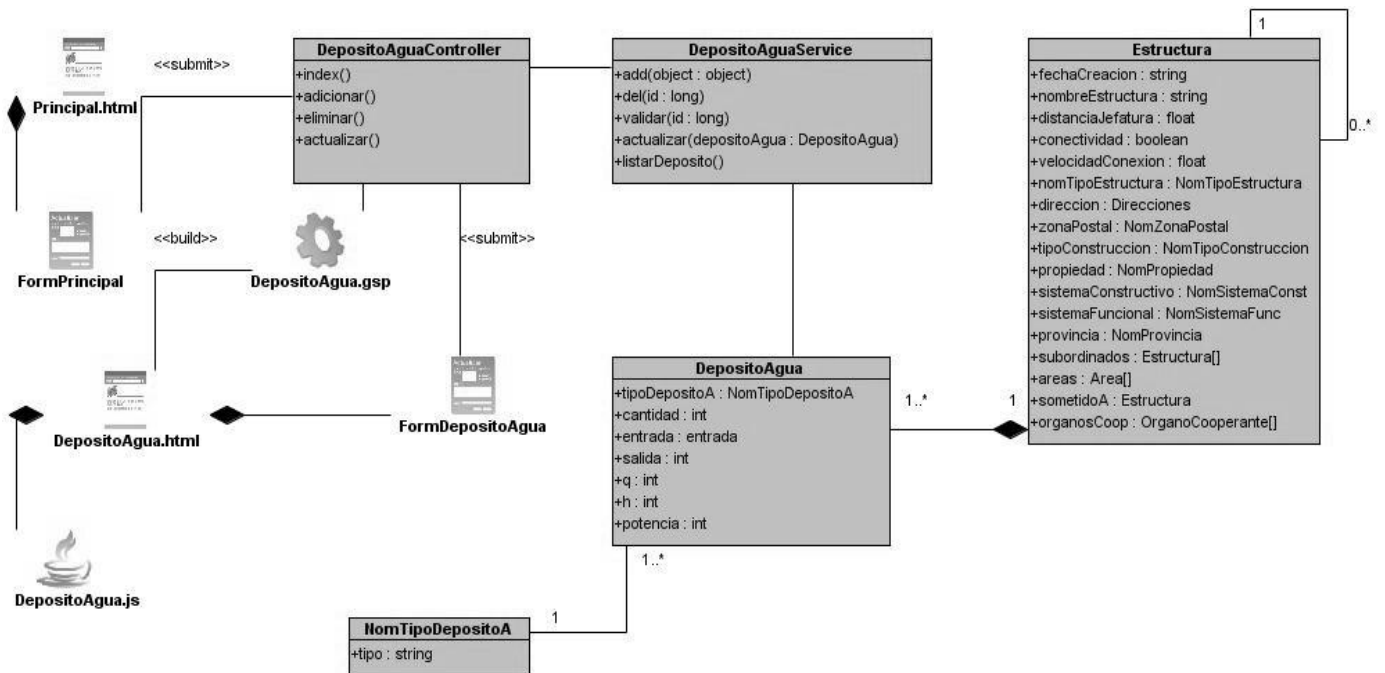 Principal.html
<<submit>>
FormPrincipal
<<build>>
DepositoAgua.gsp
<<submit>>
DepositoAgua.html
FormDepositoAgua
DepositoAgua.js
DepositoAguaController
+index()
+adicionar()
+eliminar()
+actualizar()
DepositoAguaService
+add(object : object)
+del(id : long)
+validar(id : long)
+actualizar(depositoAgua : DepositoAgua)
+listarDeposito()
1
Estructura
+fechaCreacion : string
+nombreEstructura : string
+distanciaJefatura : float
+conectividad : boolean
+velocidadConexion : float
+nomTipoEstructura : NomTipoEstructura
+direccion : Direcciones
+zonaPostal : NomZonaPostal
+tipoConstruccion : NomTipoConstruccion
+propiedad : NomPropiedad
+sistemaConstructivo : NomSistemaConst
+sistemaFuncional : NomSistemaFunc
+provincia : NomProvincia
+subordinados : Estructura[]
+areas : Area[]
+sometidoA : Estructura
+organosCoop : OrganoCooperante[]
0..*
DepositoAgua
+tipoDepositoA : NomTipoDepositoA
+cantidad : int
+entrada : entrada
+salida : int
+q : int
+h : int
+potencia : int
1..*
1
1..*
1
NomTipoDepositoA
+tipo : string